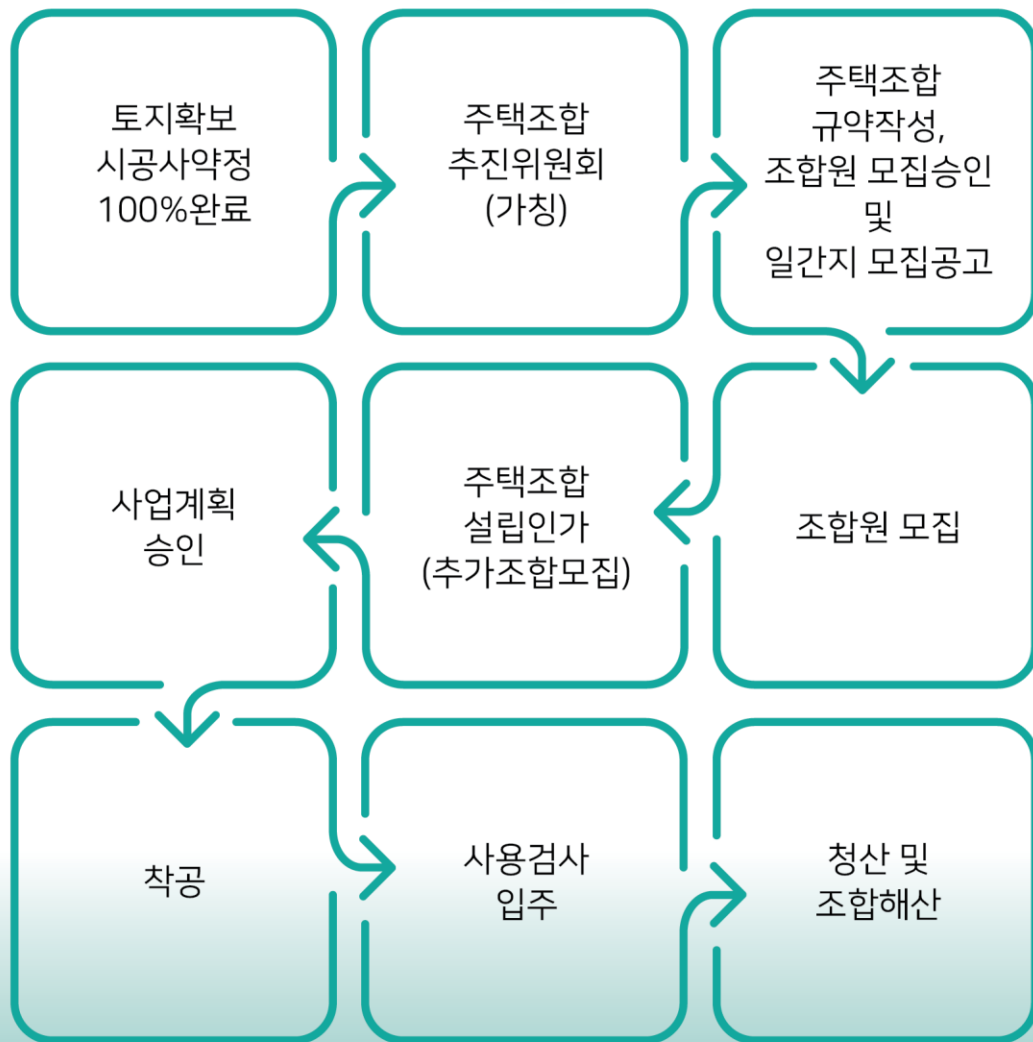 토지확보
시공사약정
100%완료
주택조합
추진위원회
(가칭)
주택조합
규약작성,
조합원 모집승인
및
일간지 모집공고
조합원 모집
주택조합
설립인가
(추가조합모집)
사업계획
승인
착공
사용검사
입주
청산 및
조합해산